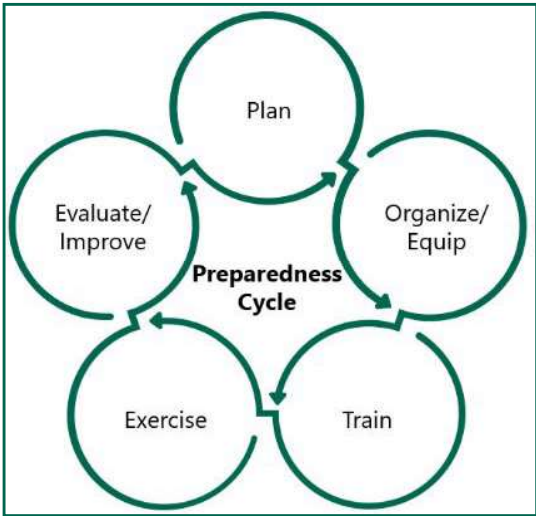 Plan
Organize/
Equip
Train
Exercise
Evaluate/
Improve
Preparedness
Cycle